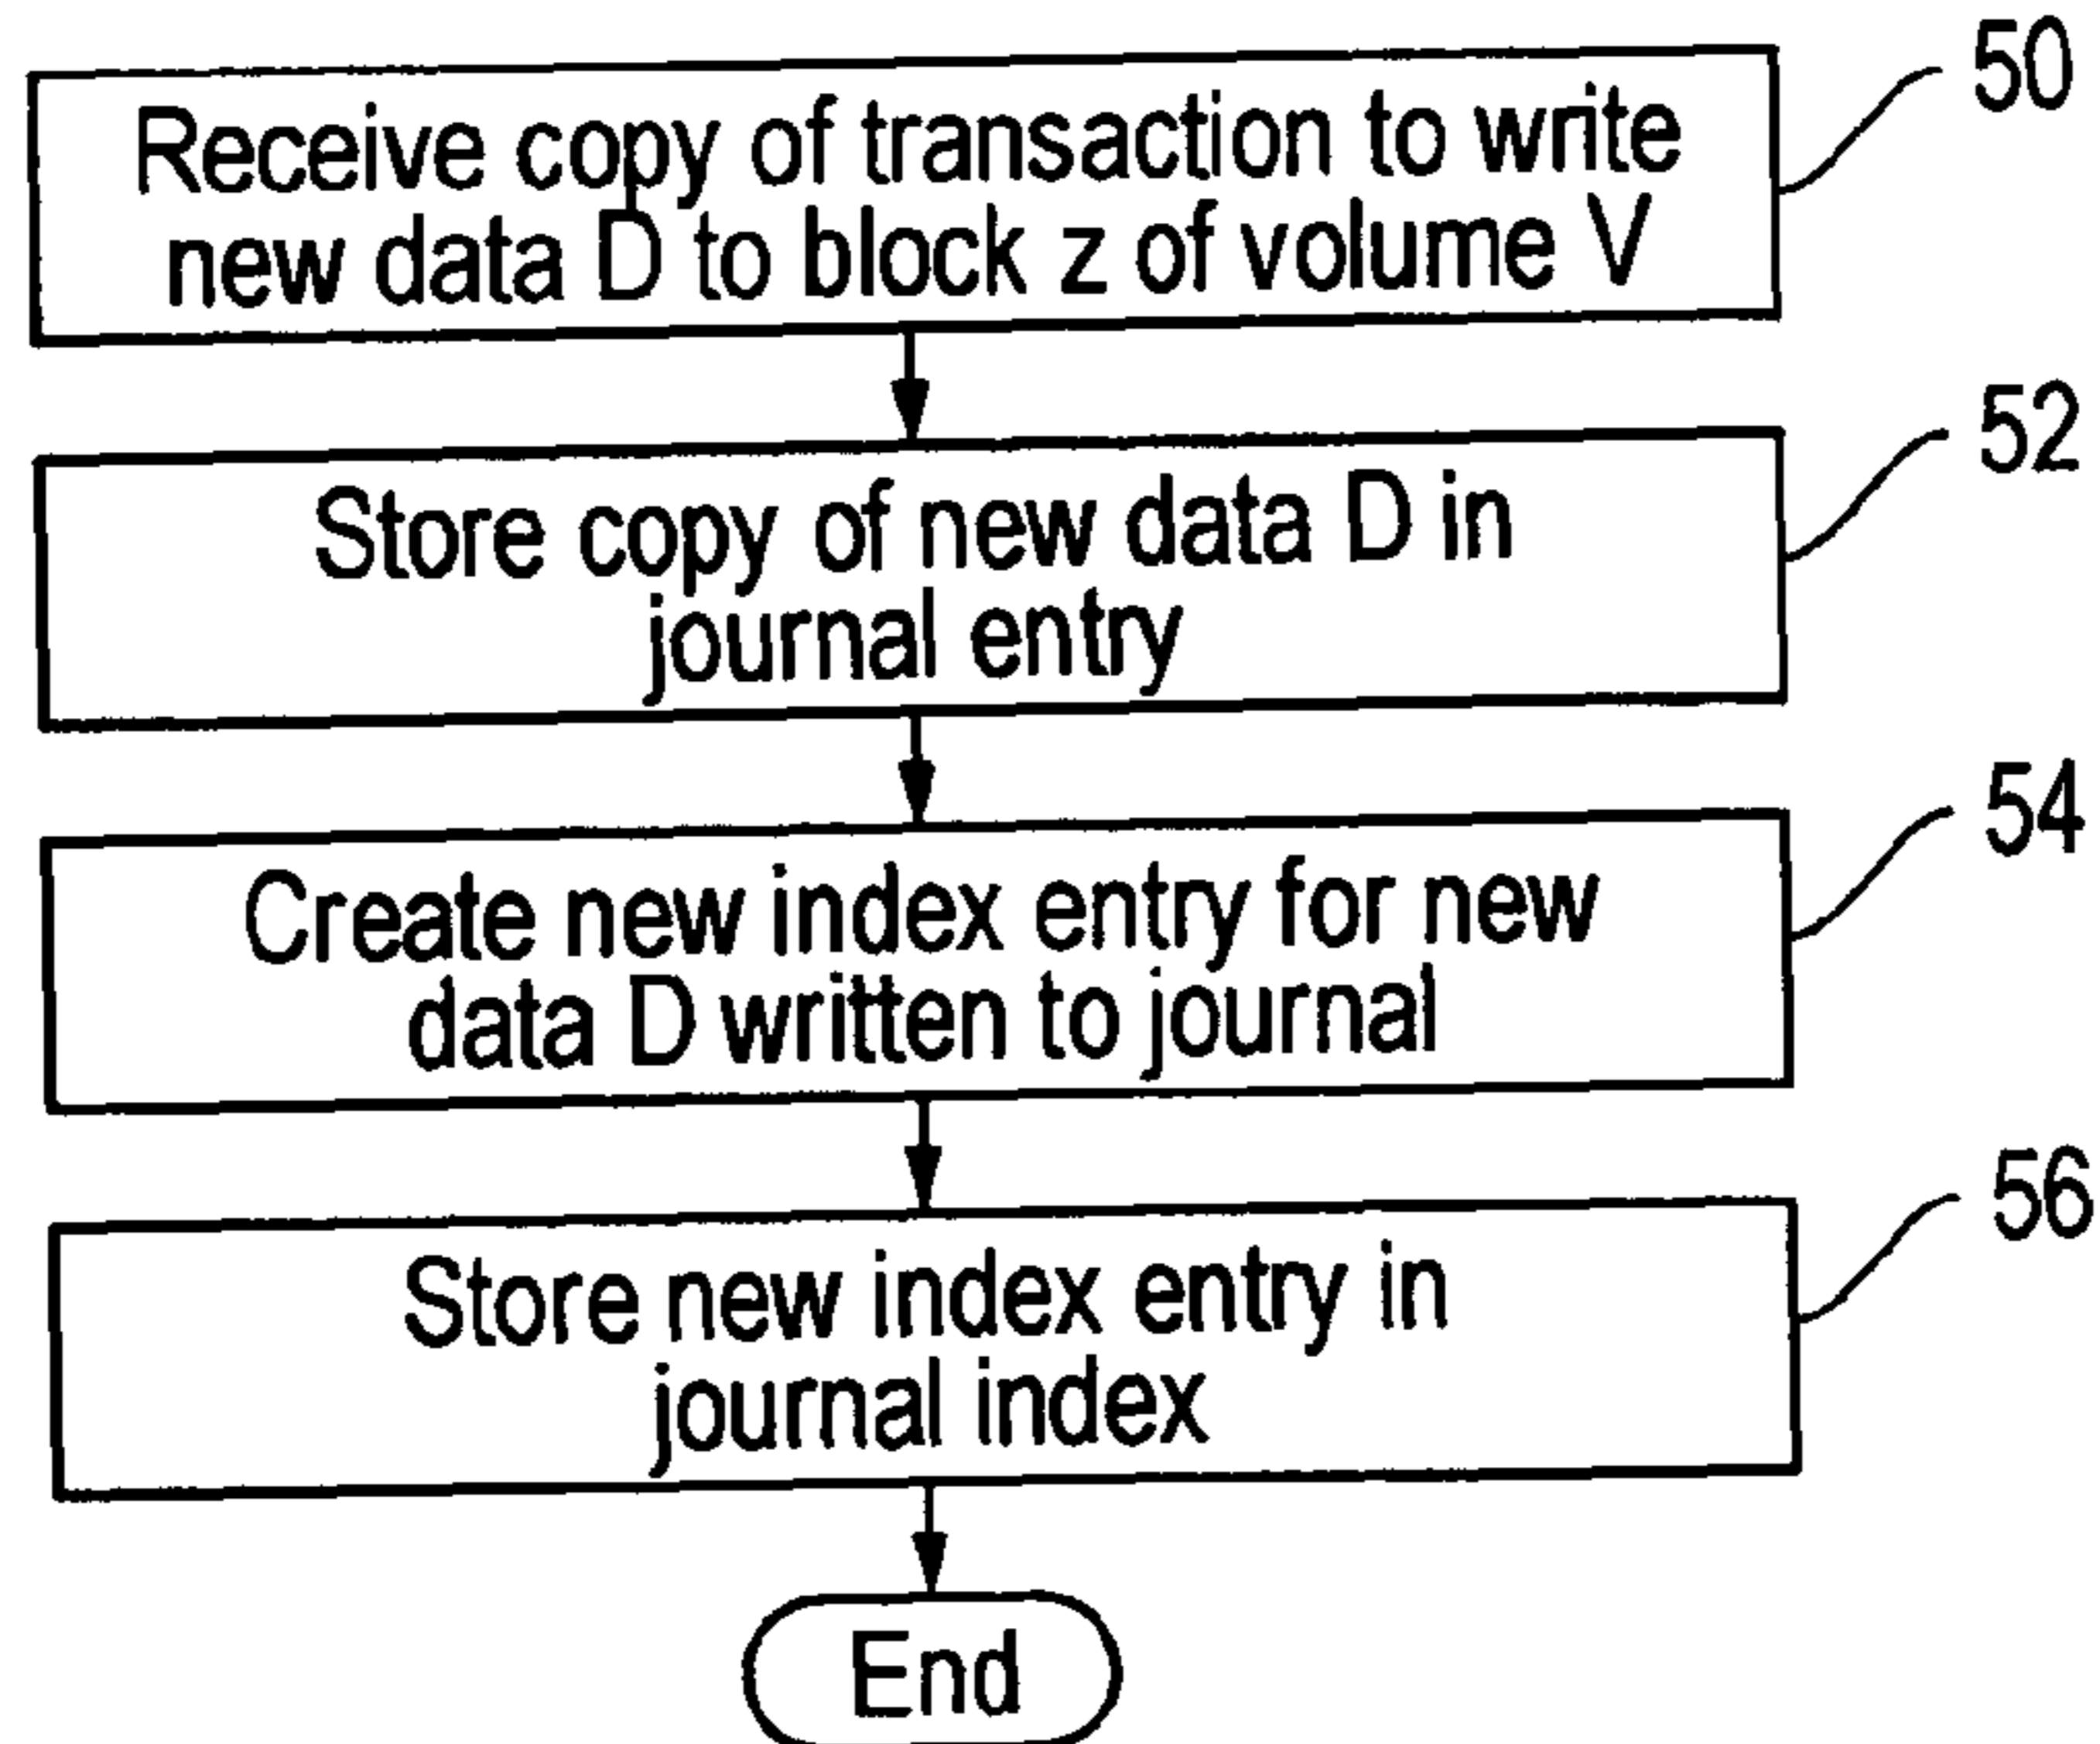 Receive copy of transaction to write
new data D to block z of volume V
50
Store copy of new data D in
journal entry
52
Create new index entry for new
data D written to journal
54
Store new index entry in
journal index
56
End